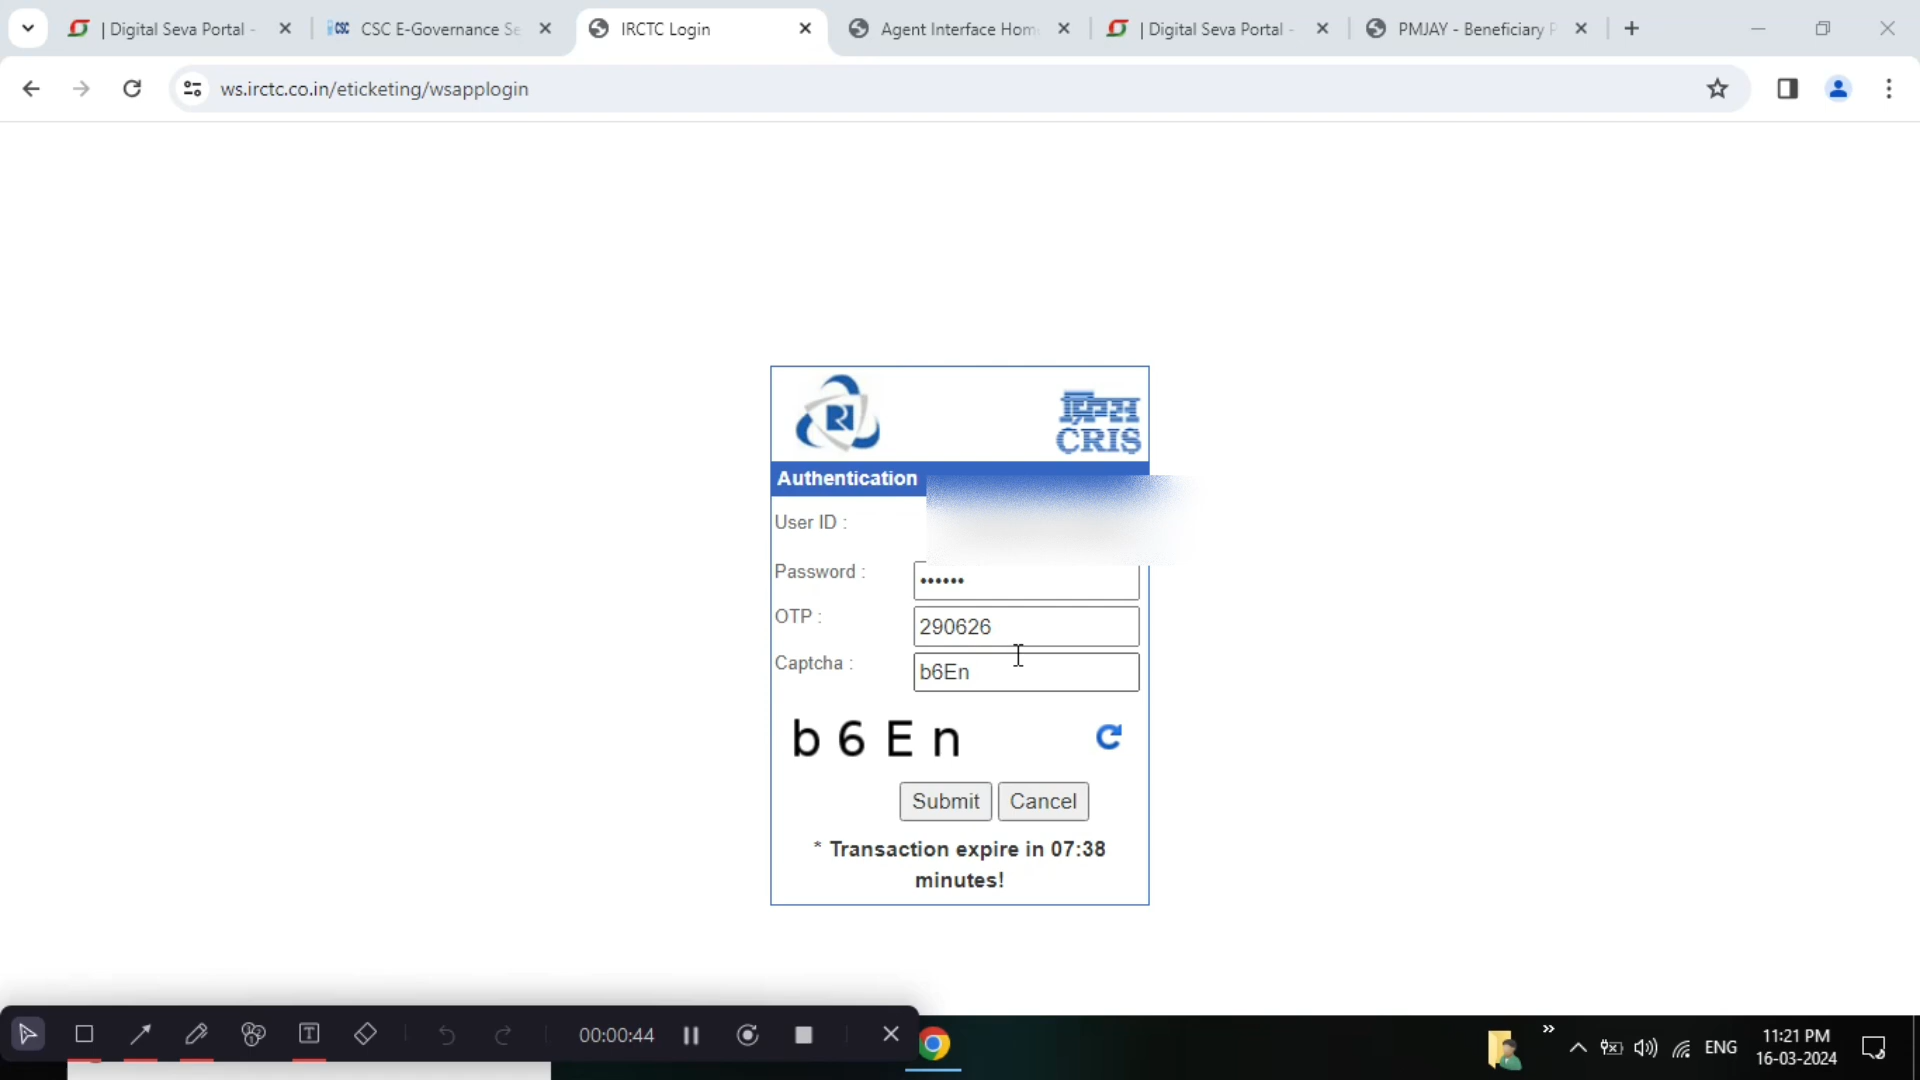 | Digital Seva Portal -
CSC CSC E-Governance Se
IRCTC Login
Agent Interface Hom
| Digital Seva Portal -
PMJAY - Beneficiary P
ws.irctc.co.in/eticketing/wsapplogin
क्रिस
CRIS
Authentication
User ID :
Password : ••••••
OTP : 290626
Captcha : b6En
b 6 E n
Submit Cancel
* Transaction expire in 07:38
minutes!
00:00:44
ENG
11:21 PM
16-03-2024